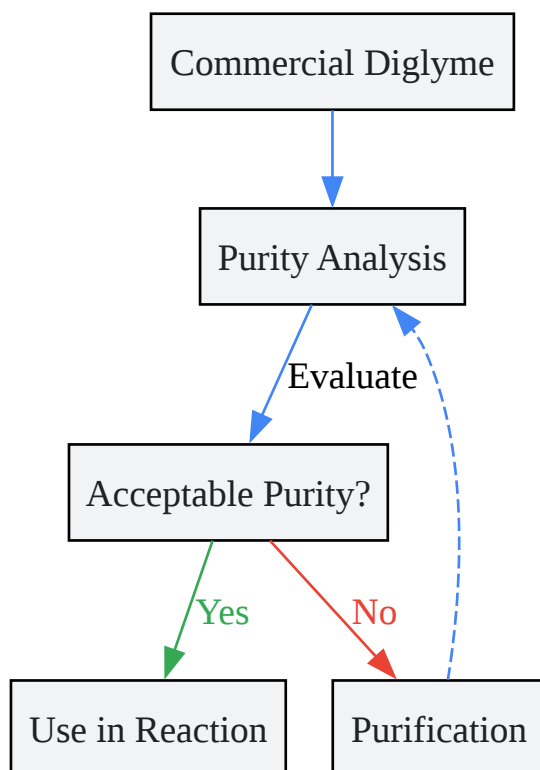 Commercial Diglyme
Purity Analysis
Evaluate
Acceptable Purity?
Yes
No
Use in Reaction
Purification